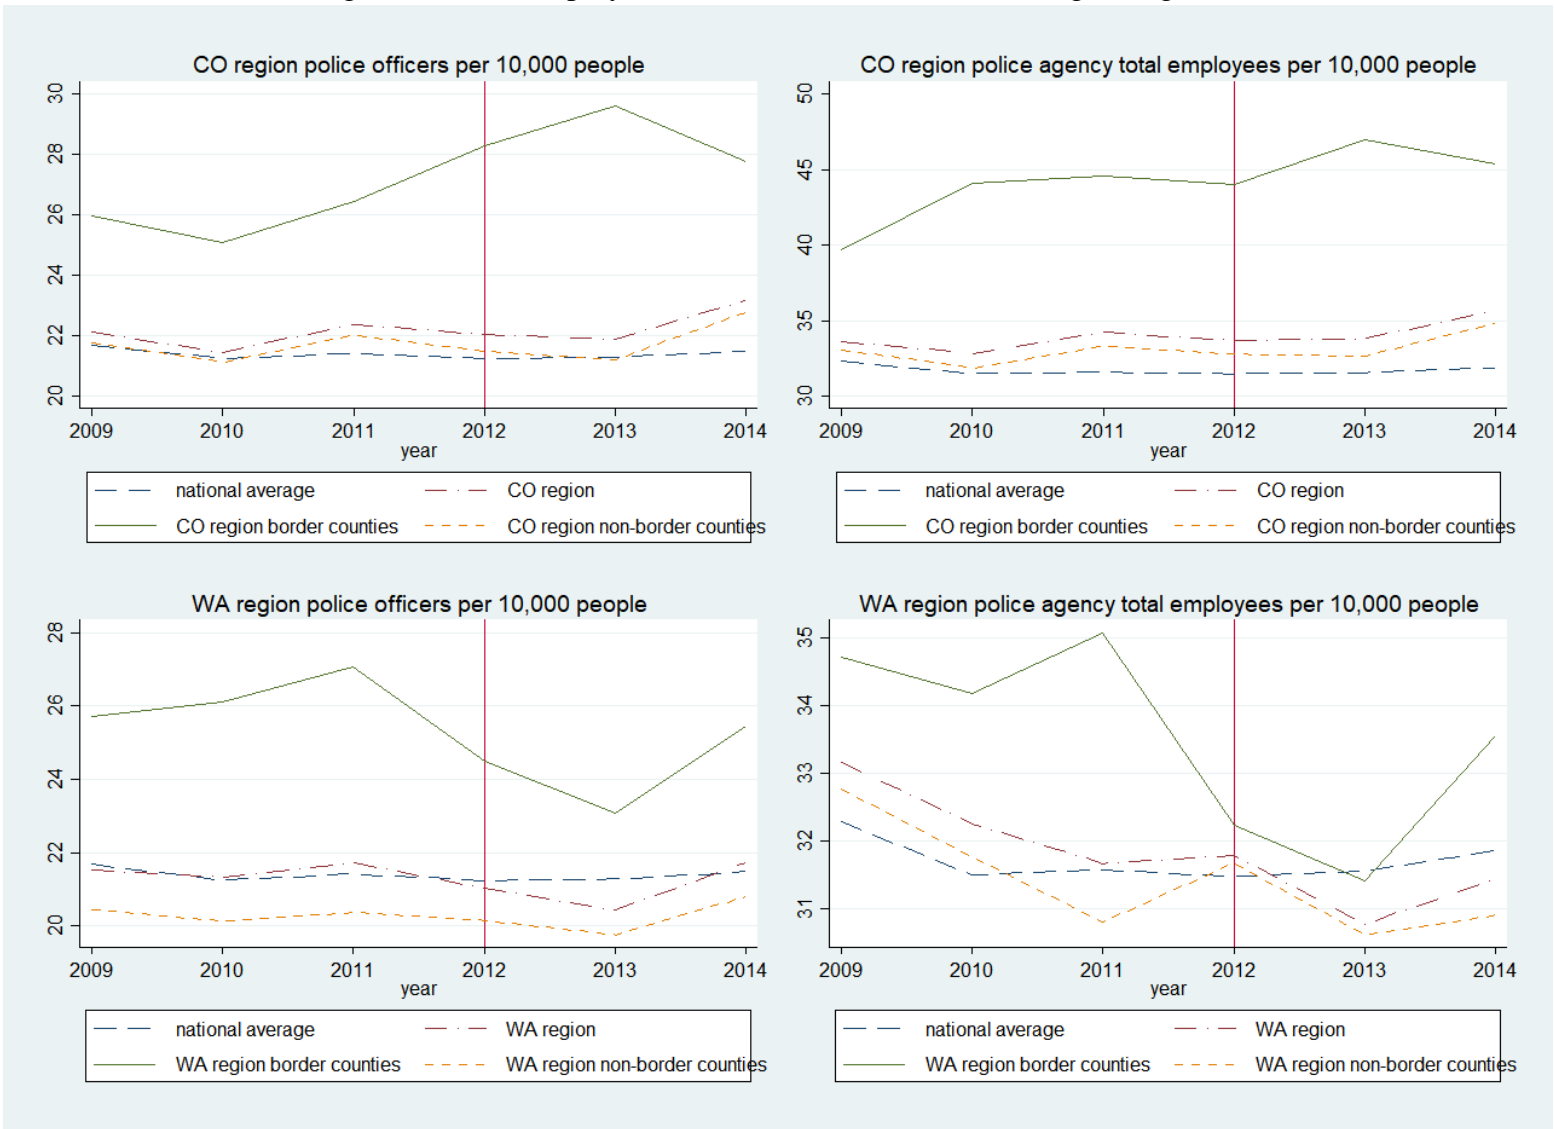 CO region police officers per 10,000 people
30
28
26
24
22
20
2009 2010 2011 2012 2013 2014
year
national average CO region
CO region border counties CO region non-border counties
CO region police agency total employees per 10,000 people
50
45
40
35
30
2009 2010 2011 2012 2013 2014
year
national average CO region
CO region border counties CO region non-border counties
WA region police officers per 10,000 people
28
26
24
22
20
2009 2010 2011 2012 2013 2014
year
national average WA region
WA region border counties WA region non-border counties
WA region police agency total employees per 10,000 people
35
34
33
32
31
2009 2010 2011 2012 2013 2014
year
national average WA region
WA region border counties WA region non-border counties